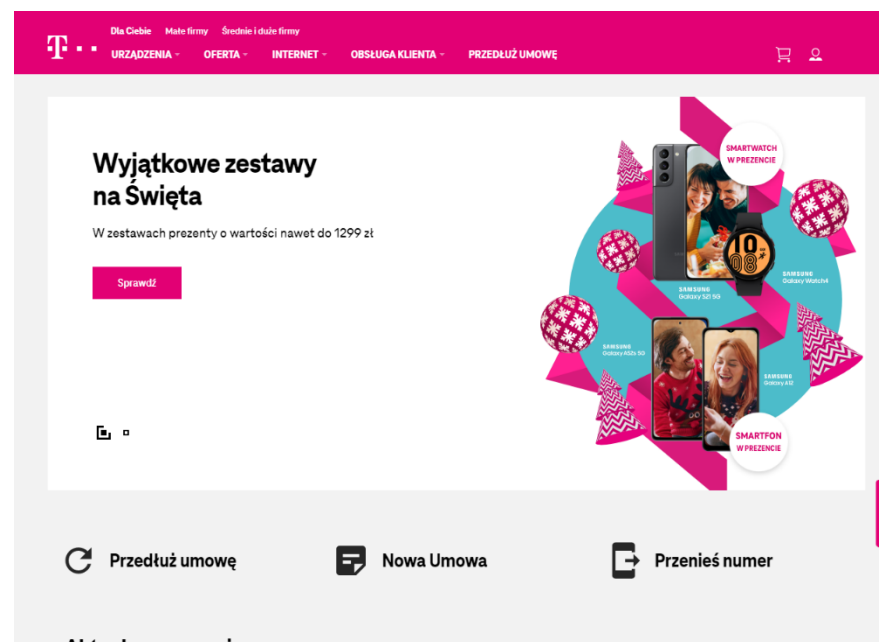 Dla Ciebie Małe firmy Średnie i duże firmy
T
URZĄDZENIA OFERTA INTERNET OBSŁUGA KLIENTA PRZEDŁUŻ UMOWĘ
Wyjątkowe zestawy
na Święta
W zestawach prezenty o wartości nawet do 1299 zł
Sprawdź
SMARTWATCH
W PREZENCIE
10
08
SAMSUNG
Galaxy S21 5G
SAMSUNG
Galaxy Watch4
SAMSUNG
Galaxy A52s 5G
SAMSUNG
Galaxy A12
SMARTFON
W PREZENCIE
Przedłuż umowę
Nowa Umowa
Przenieś numer